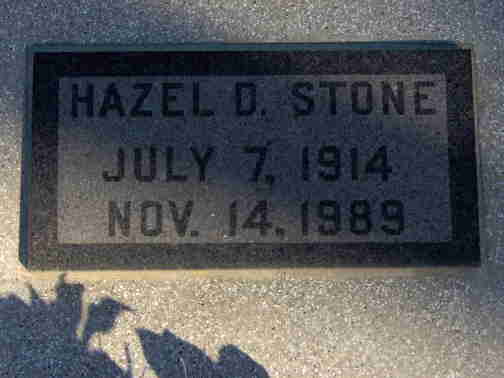 HAZEL D. STONE
JULY 7, 1914
NOV. 14, 1989